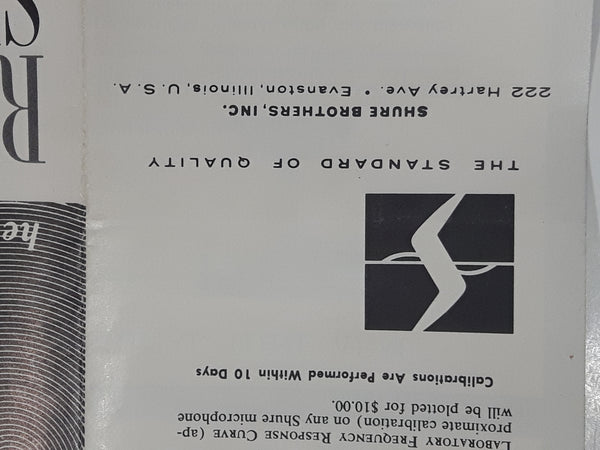 LABORATORY FREQUENCY RESPONSE CURVE (ap-
proximate calibration) on any Shure microphone
will be plotted for $10.00.
Calibrations Are Performed Within 10 Days
THE STANDARD OF QUALITY
SHURE BROTHERS, INC.
222 Hartrey Ave. • Evanston, Illinois, U. S. A.
he
R